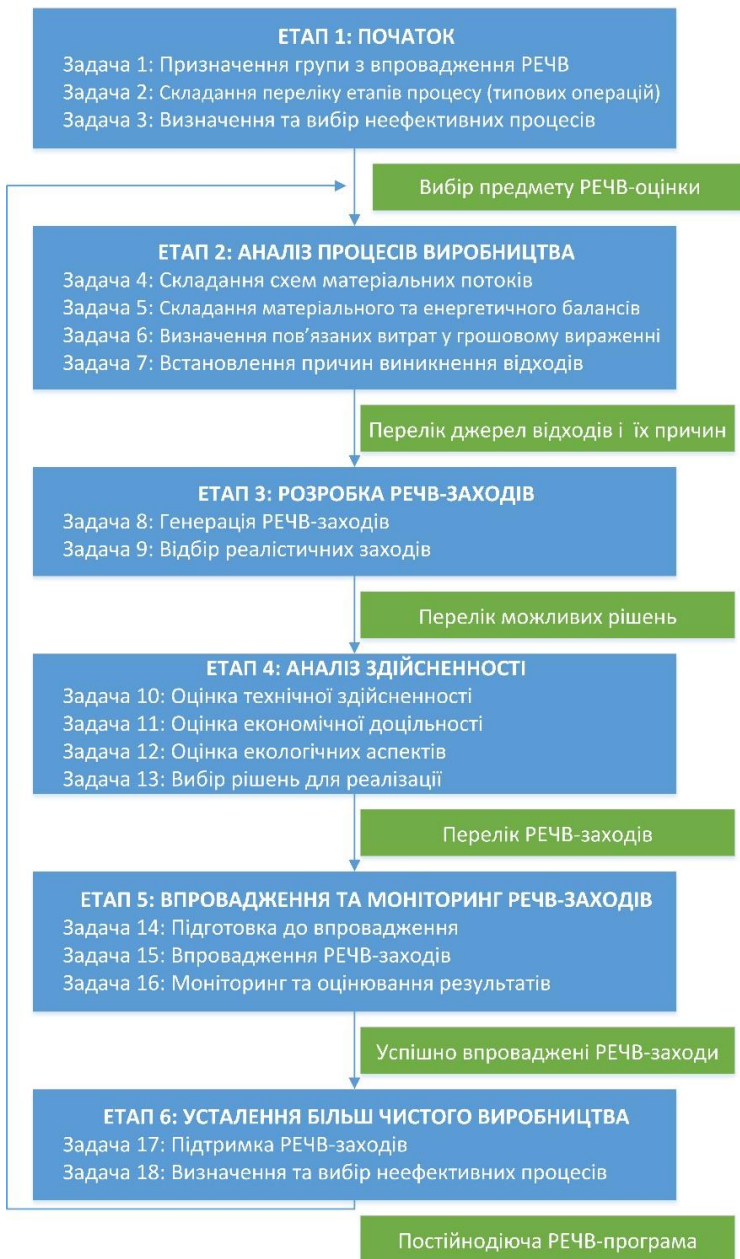 ЕТАП 1: ПОЧАТОК
Задача 1: Призначення групи з впровадження РЕЧВ
Задача 2: Складання переліку етапів процесу (типових операцій)
Задача 3: Визначення та вибір неефективних процесів
Вибір предмету РЕЧВ-оцінки
ЕТАП 2: АНАЛІЗ ПРОЦЕСІВ ВИРОБНИЦТВА
Задача 4: Складання схем матеріальних потоків
Задача 5: Складання матеріального та енергетичного балансів
Задача 6: Визначення пов’язаних витрат у грошовому вираженні
Задача 7: Встановлення причин виникнення відходів
Перелік джерел відходів і їх причин
ЕТАП 3: РОЗРОБКА РЕЧВ-ЗАХОДІВ
Задача 8: Генерація РЕЧВ-заходів
Задача 9: Відбір реалістичних заходів
Перелік можливих рішень
ЕТАП 4: АНАЛІЗ ЗДІЙСНЕННОСТІ
Задача 10: Оцінка технічної здійсненності
Задача 11: Оцінка економічної доцільності
Задача 12: Оцінка екологічних аспектів
Задача 13: Вибір рішень для реалізації
Перелік РЕЧВ-заходів
ЕТАП 5: ВПРОВАДЖЕННЯ ТА МОНІТОРИНГ РЕЧВ-ЗАХОДІВ
Задача 14: Підготовка до впровадження
Задача 15: Впровадження РЕЧВ-заходів
Задача 16: Моніторинг та оцінювання результатів
Успішно впроваджені РЕЧВ-заходи
ЕТАП 6: УСТАЛЕННЯ БІЛЬШ ЧИСТОГО ВИРОБНИЦТВА
Задача 17: Підтримка РЕЧВ-заходів
Задача 18: Визначення та вибір неефективних процесів
Постійнодіюча РЕЧВ-програма